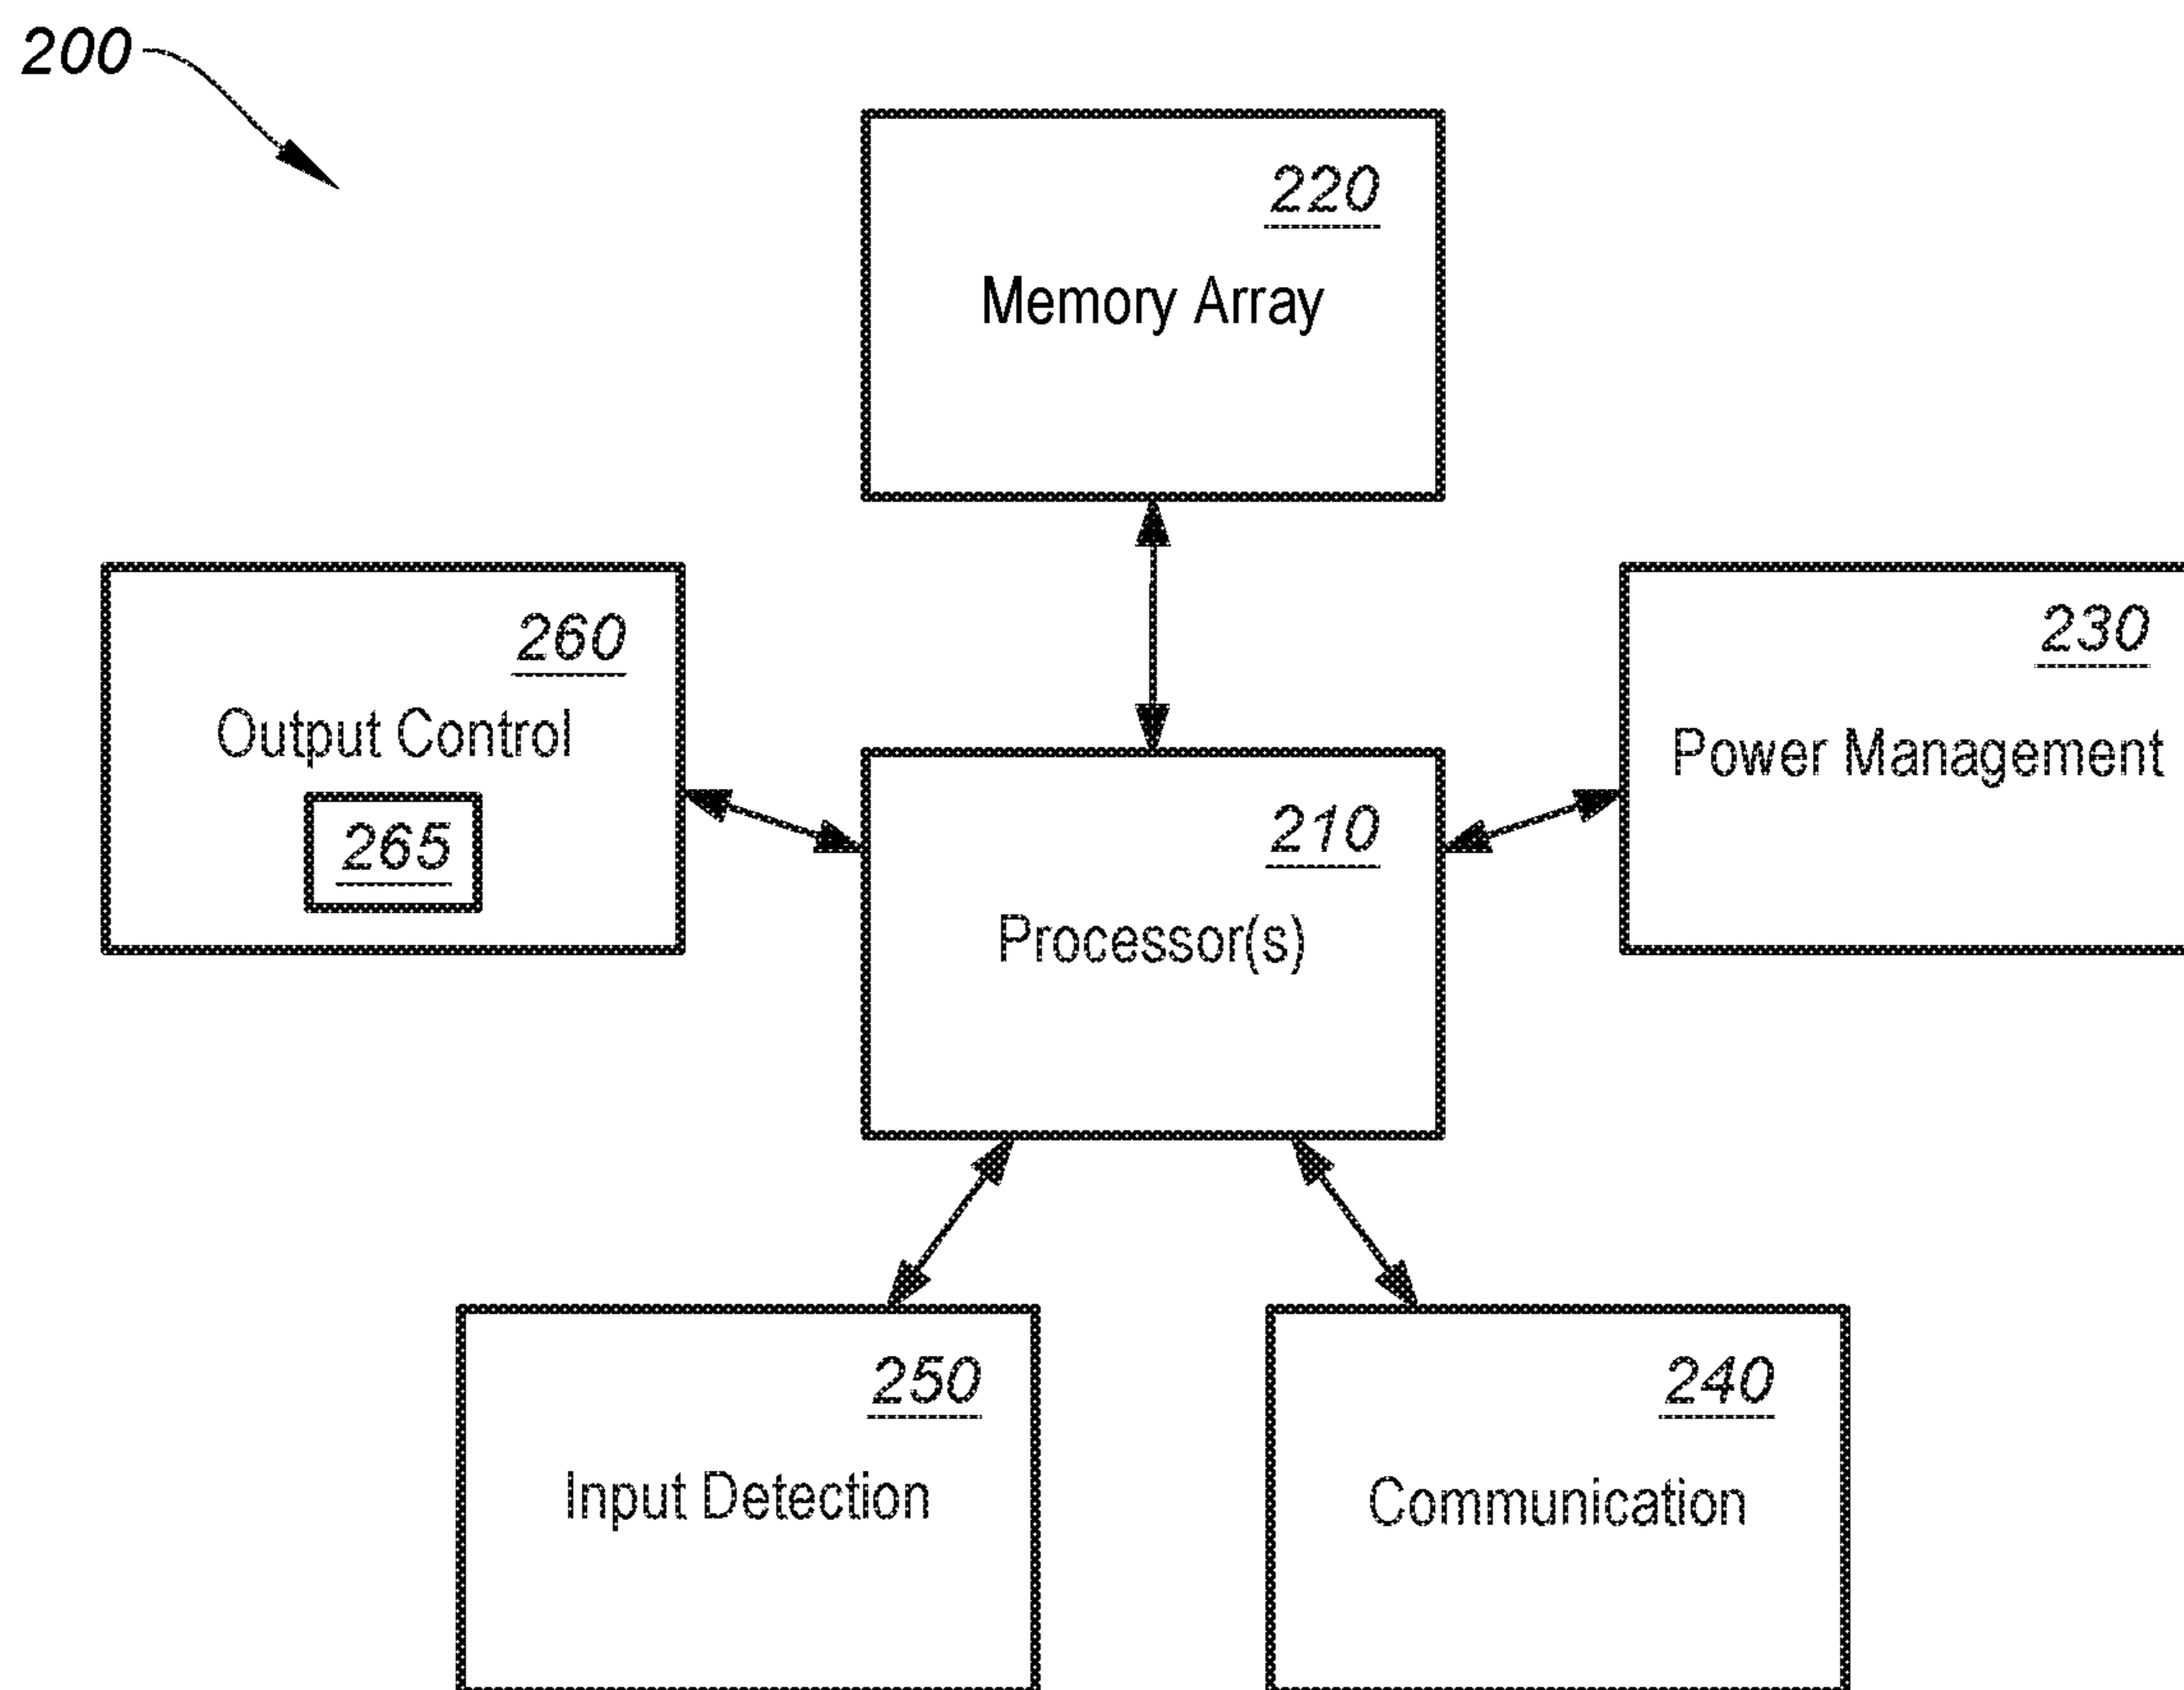 200
220
Memory Array
260
Output Control
265
230
Power Management
210
Processor(s)
250
Input Detection
240
Communication